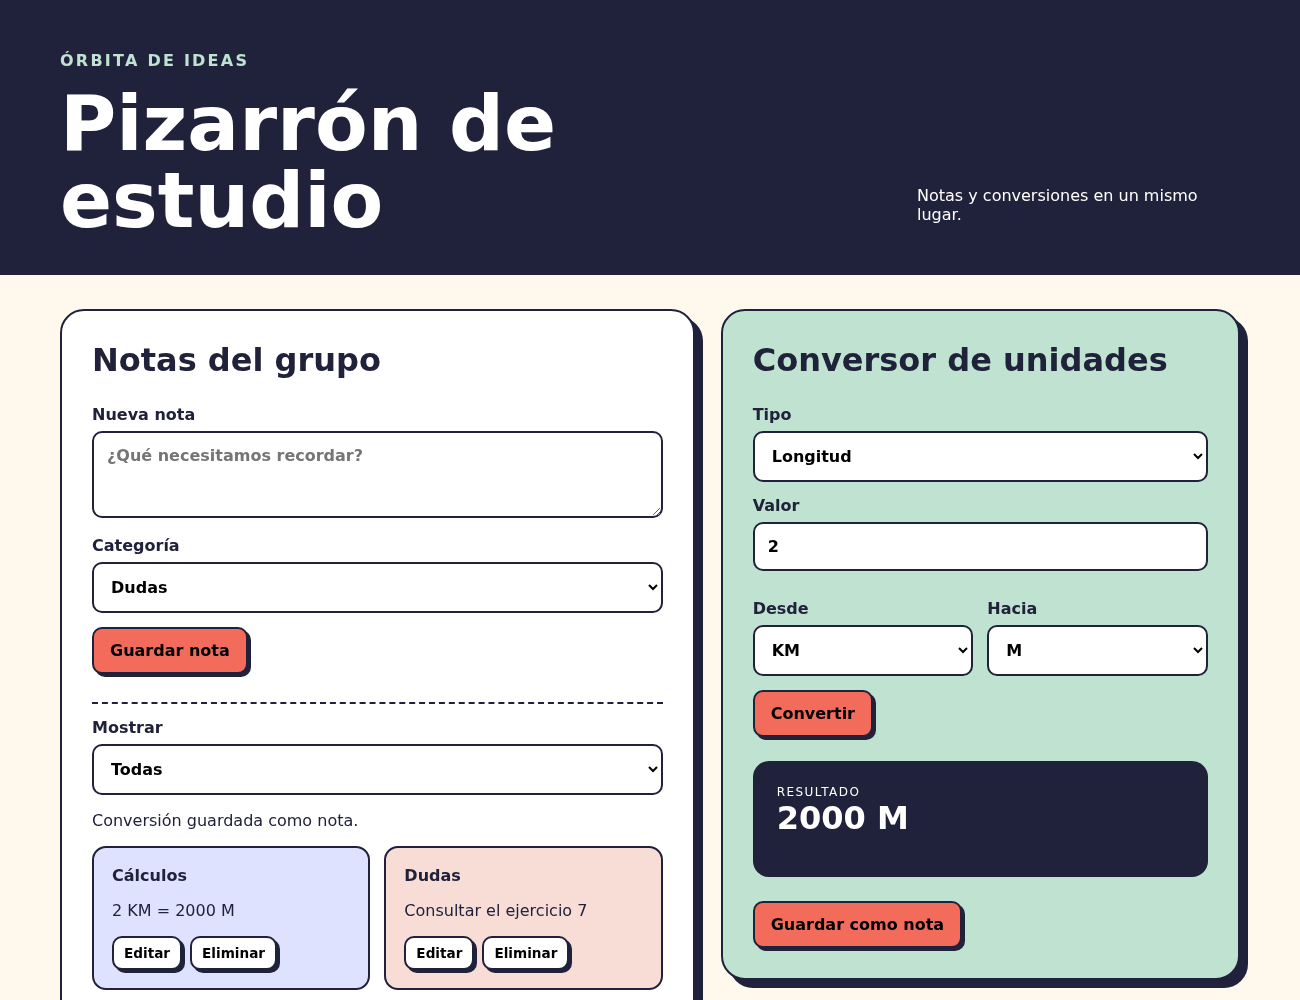 ÓRBITA DE IDEAS
Pizarrón de
estudio
Notas y conversiones en un mismo
lugar.
Notas del grupo
Nueva nota
¿Qué necesitamos recordar?
Categoría
Dudas
Guardar nota
Mostrar
Todas
Conversión guardada como nota.
Cálculos
2 KM = 2000 M
Editar
Eliminar
Dudas
Consultar el ejercicio 7
Editar
Eliminar
Conversor de unidades
Tipo
Longitud
Valor
2
Desde
KM
Hacia
M
Convertir
RESULTADO
2000 M
Guardar como nota